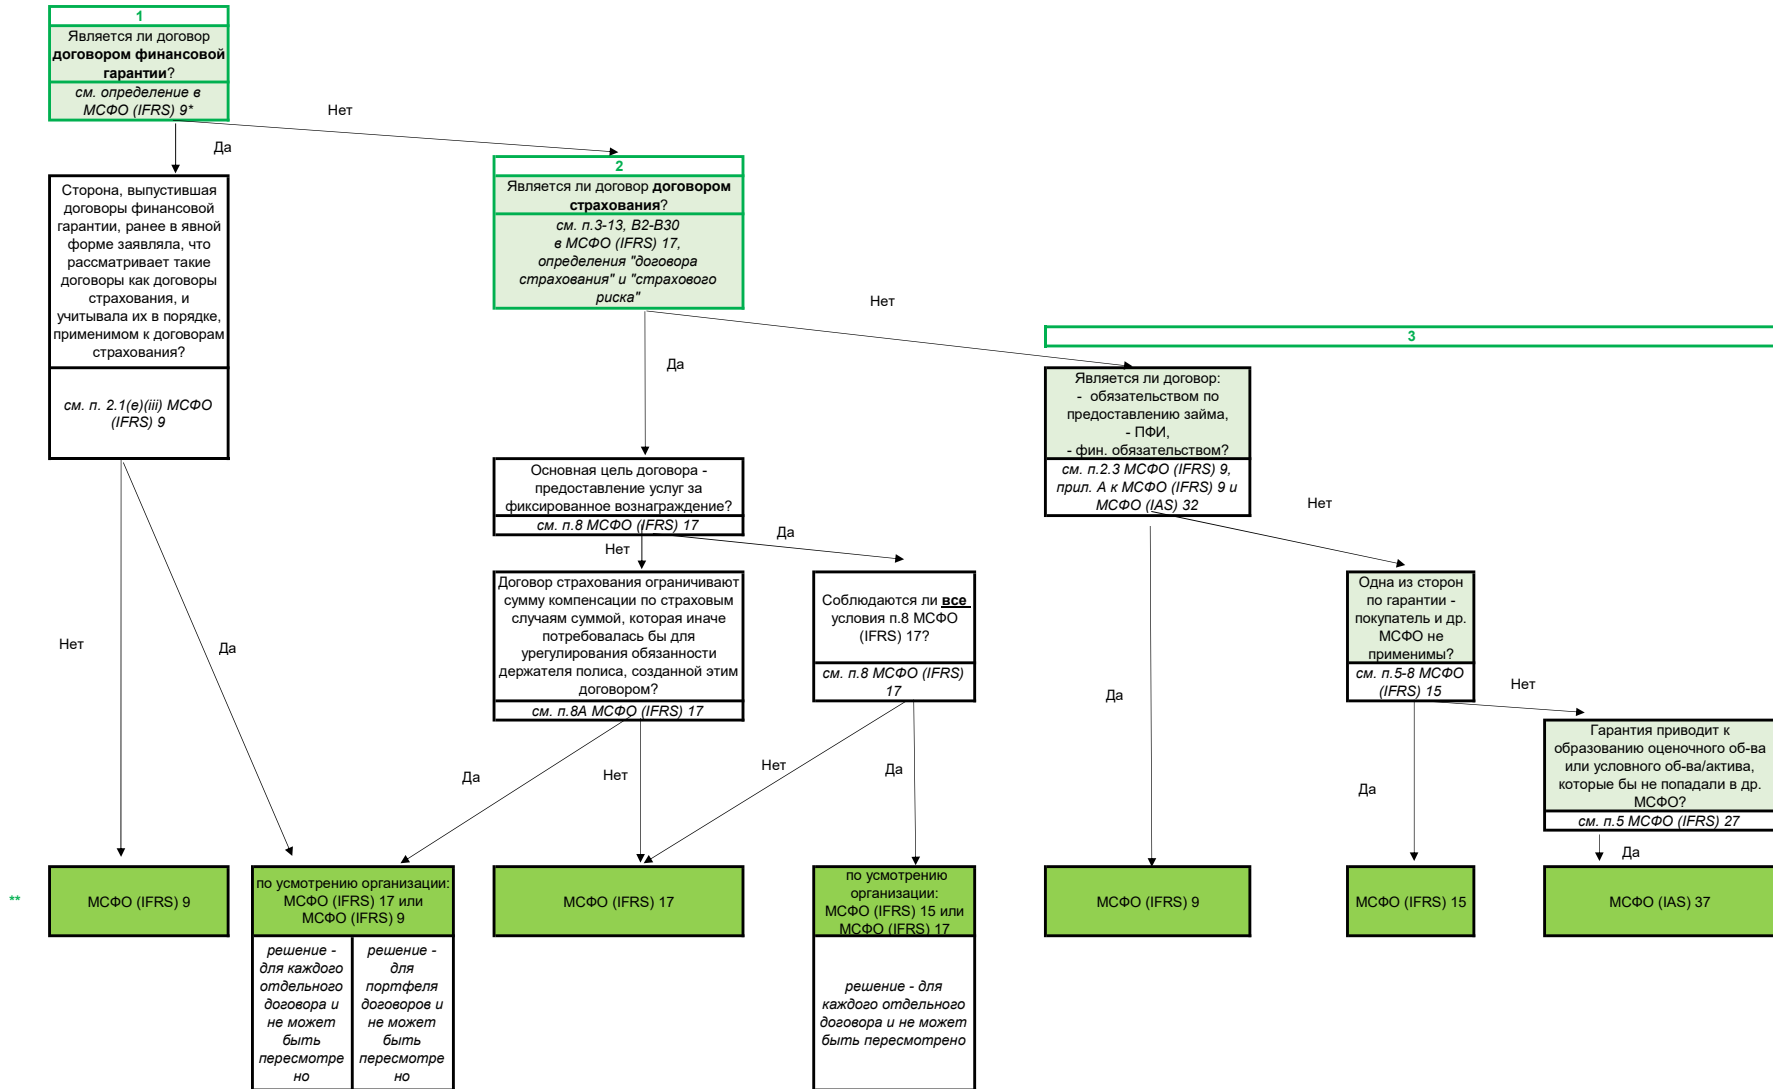 1
Является ли договор
договором финансовой
гарантии?
см. определение в
МСФО (IFRS) 9*
Нет
Да
Сторона, выпустившая
договоры финансовой
гарантии, ранее в явной
форме заявляла, что
рассматривает такие
договоры как договоры
страхования, и
учитывала их в порядке,
применимом к договорам
страхования?
см. п. 2.1(e)(iii) МСФО
(IFRS) 9
2
Является ли договор договором
страхования?
см. п.3-13, B2-B30
в МСФО (IFRS) 17,
определения "договора
страхования" и "страхового
риска"
Нет
Да
3
Является ли договор:
- обязательством по
предоставлению займа,
- ПФИ,
- фин. обязательством?
см. п.2.3 МСФО (IFRS) 9,
прил. А к МСФО (IFRS) 9 и
МСФО (IAS) 32
Нет
Основная цель договора -
предоставление услуг за
фиксированное вознаграждение?
см. п.8 МСФО (IFRS) 17
Да
Нет
Договор страхования ограничивают
сумму компенсации по страховым
случаям суммой, которая иначе
потребовалась бы для
урегулирования обязанности
держателя полиса, созданной этим
договором?
см. п.8А МСФО (IFRS) 17
Соблюдаются ли все
условия п.8 МСФО
(IFRS) 17?
см. п.8 МСФО (IFRS)
17
Одна из сторон
по гарантии -
покупатель и др.
МСФО не
применимы?
см. п.5-8 МСФО
(IFRS) 15
Нет
Да
Да
Нет
Гарантия приводит к
образованию оценочного об-ва
или условного об-ва/актива,
которые бы не попадали в др.
МСФО?
см. п.5 МСФО (IFRS) 27
Да
Нет
Нет
Да
Да
Да
**
МСФО (IFRS) 9
по усмотрению организации:
МСФО (IFRS) 17 или
МСФО (IFRS) 9
МСФО (IFRS) 17
по усмотрению
организации:
МСФО (IFRS) 15 или
МСФО (IFRS) 17
МСФО (IFRS) 9
МСФО (IFRS) 15
МСФО (IAS) 37
решение -
для каждого
отдельного
договора и
не может
быть
пересмотре
но
решение -
для
портфеля
договоров и
не может
быть
пересмотре
но
решение - для
каждого отдельного
договора и не может
быть пересмотрено